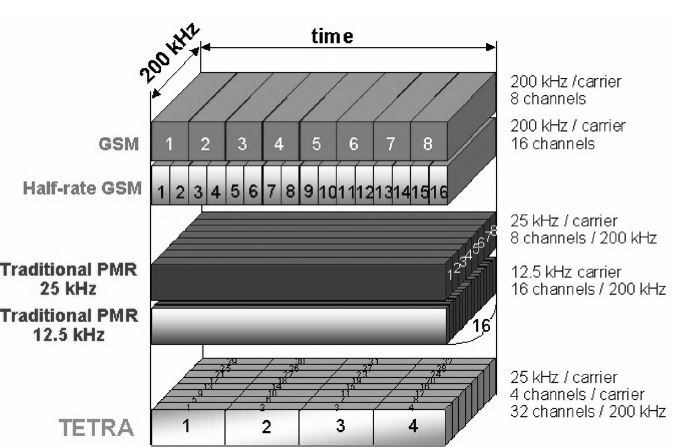 time
200 kHz
200 kHz /carrier
8 channels
GSM
1 2 3 4 5 6 7 8
200 kHz / carrier
16 channels
Half-rate GSM
1 2 3 4 5 6 7 8 9 10 11 12 13 14 15 16
25 kHz / carrier
8 channels / 200 kHz
Traditional PMR
25 kHz
1 2 3 4 5 6 7 8
12.5 kHz carrier
16 channels / 200 kHz
Traditional PMR
12.5 kHz
16
25 kHz / carrier
4 channels / carrier
32 channels / 200 kHz
TETRA
1 2 3 4